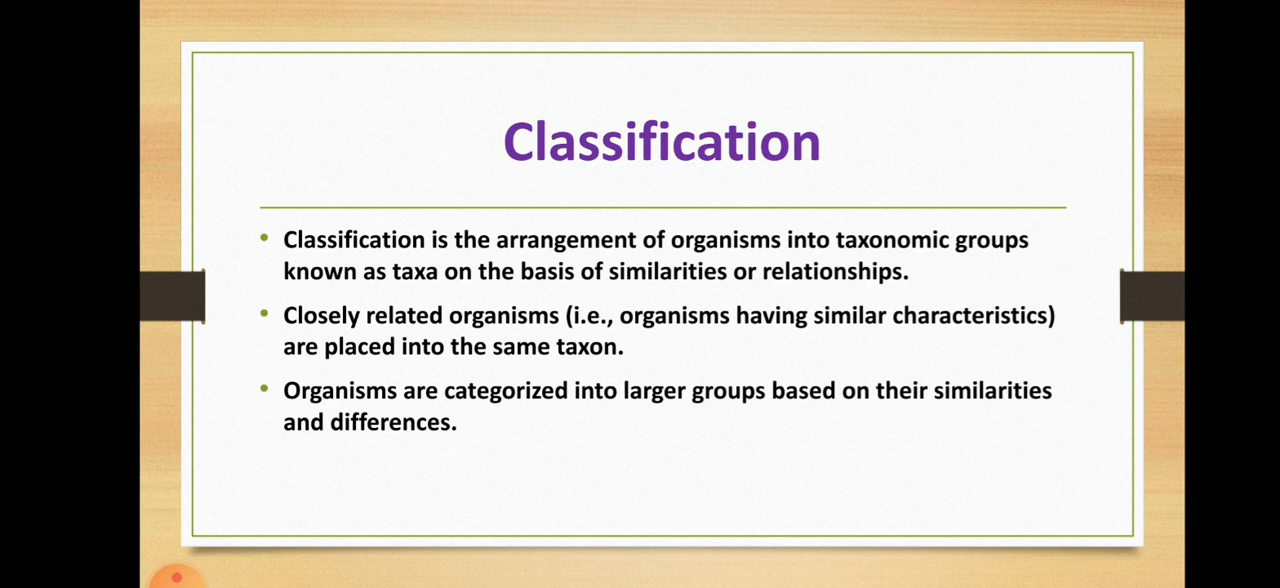 Classification
• Classification is the arrangement of organisms into taxonomic groups
known as taxa on the basis of similarities or relationships.
• Closely related organisms (i.e., organisms having similar characteristics)
are placed into the same taxon.
• Organisms are categorized into larger groups based on their similarities
and differences.